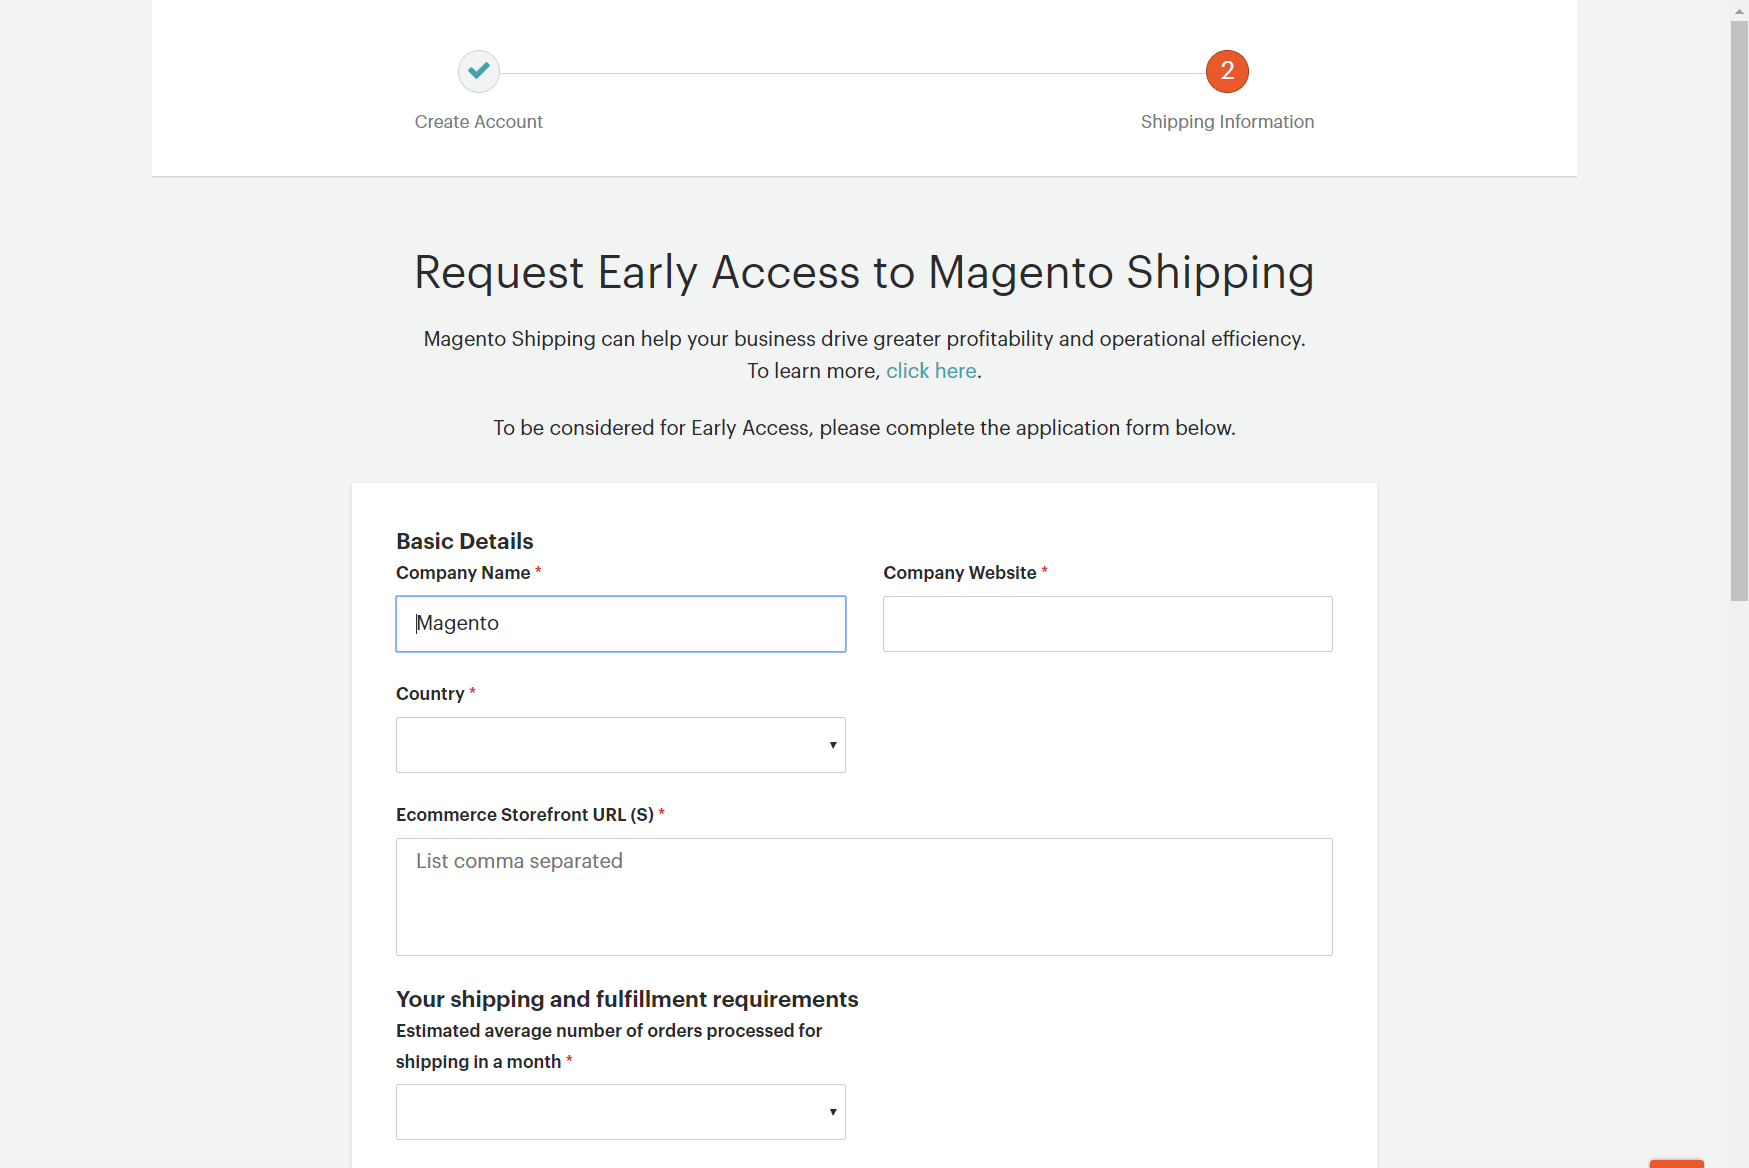 2
Create Account
Shipping Information
Request Early Access to Magento Shipping
Magento Shipping can help your business drive greater profitability and operational efficiency.
To learn more, click here.
To be considered for Early Access, please complete the application form below.
Basic Details
Company Name *
Company Website *
Magento
Country *
Ecommerce Storefront URL (S) *
List comma separated
Your shipping and fulfillment requirements
Estimated average number of orders processed for
shipping in a month *